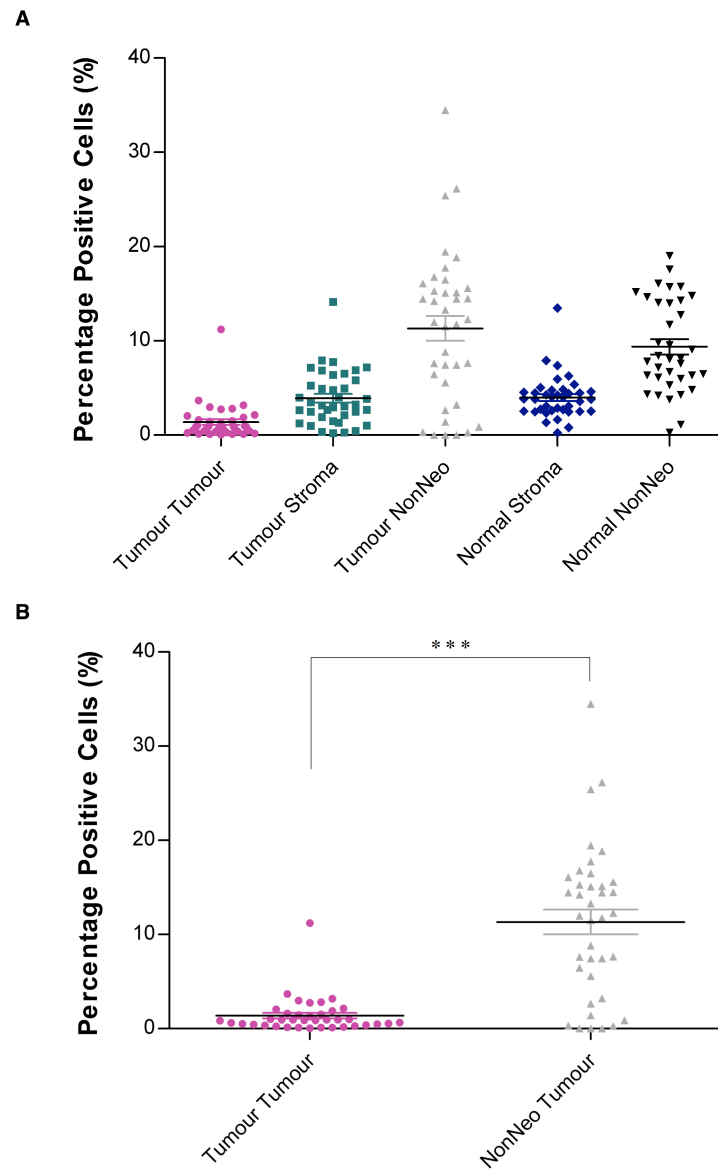 A
Percentage Positive Cells (%)
40
30
20
10
0
Tumour Tumour
Tumour Stroma
Tumour NonNeo
Normal Stroma
Normal NonNeo
B
Percentage Positive Cells (%)
40
30
20
10
0
***
Tumour Tumour
NonNeo Tumour